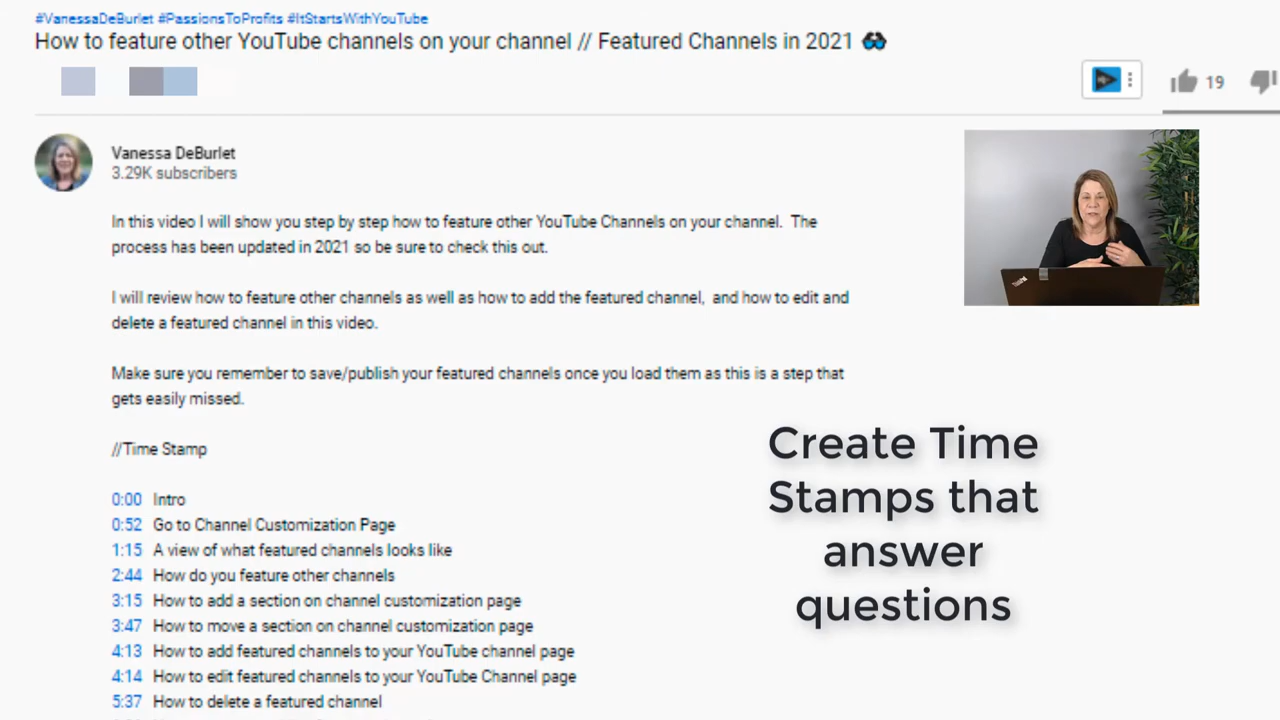 #VanessaDeBurlet #PassionsToProfits #ItStartsWithYouTube
How to feature other YouTube channels on your channel // Featured Channels in 2021
19
Vanessa DeBurlet
3.29K subscribers
In this video I will show you step by step how to feature other YouTube Channels on your channel. The
process has been updated in 2021 so be sure to check this out.
I will review how to feature other channels as well as how to add the featured channel, and how to edit and
delete a featured channel in this video.
Make sure you remember to save/publish your featured channels once you load them as this is a step that
gets easily missed.
//Time Stamp
0:00 Intro
0:52 Go to Channel Customization Page
1:15 A view of what featured channels looks like
2:44 How do you feature other channels
3:15 How to add a section on channel customization page
3:47 How to move a section on channel customization page
4:13 How to add featured channels to your YouTube channel page
4:14 How to edit featured channels to your YouTube Channel page
5:37 How to delete a featured channel
ThinkPad
Create Time
Stamps that
answer
questions